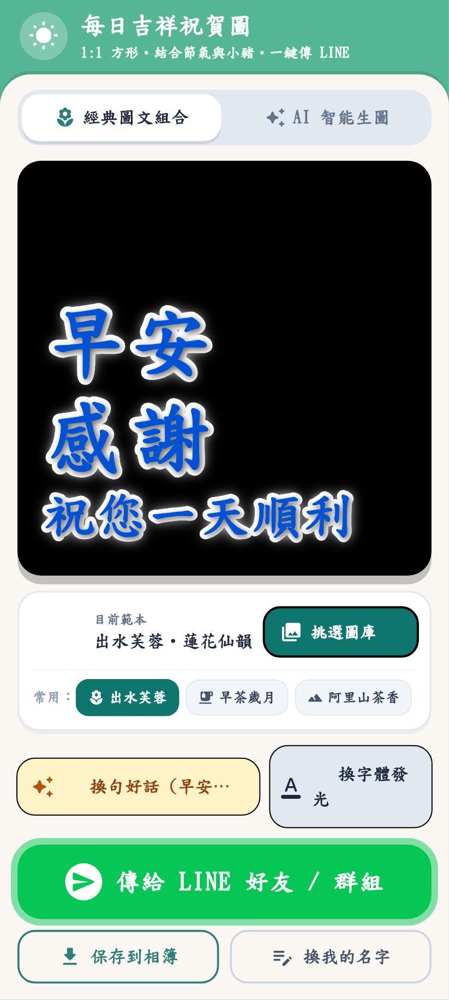 每日吉祥祝賀圖
1:1 方形・結合節氣與小豬・一鍵傳 LINE
經典圖文組合
AI 智能生圖
早安
感謝
祝您一天順利
目前範本
出水芙蓉・蓮花仙韻
挑選圖庫
常用：
出水芙蓉
早茶歲月
阿里山茶香
換句好話（早安…
換字體發
光
傳給 LINE 好友 / 群組
保存到相簿
換我的名字